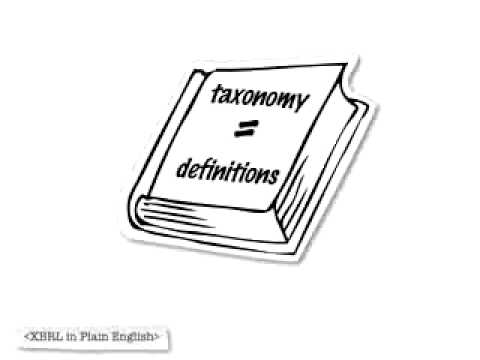 taxonomy
=
definitions
<XBRL in Plain English>